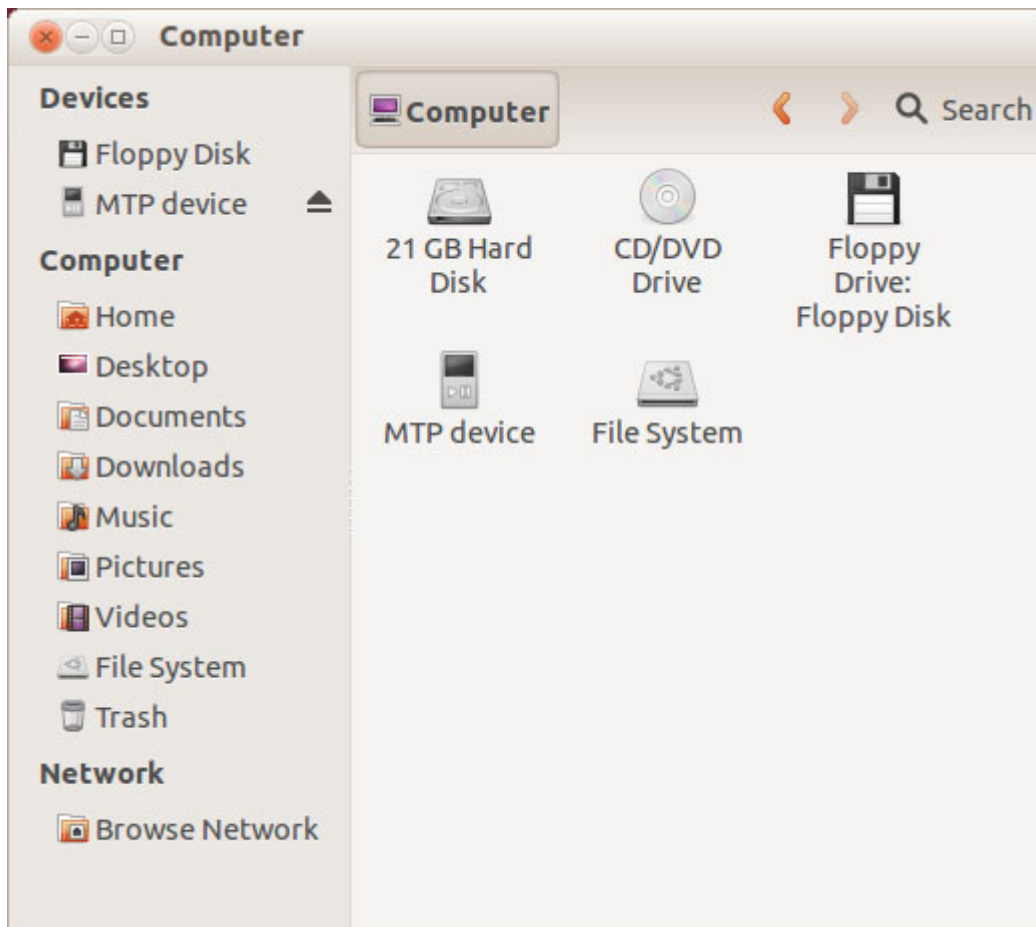 Computer
Devices
Floppy Disk
MTP device
Computer
Home
Desktop
Documents
Downloads
Music
Pictures
Videos
File System
Trash
Network
Browse Network
Computer
Search
21 GB Hard
Disk
CD/DVD
Drive
Floppy
Drive:
Floppy Disk
MTP device
File System